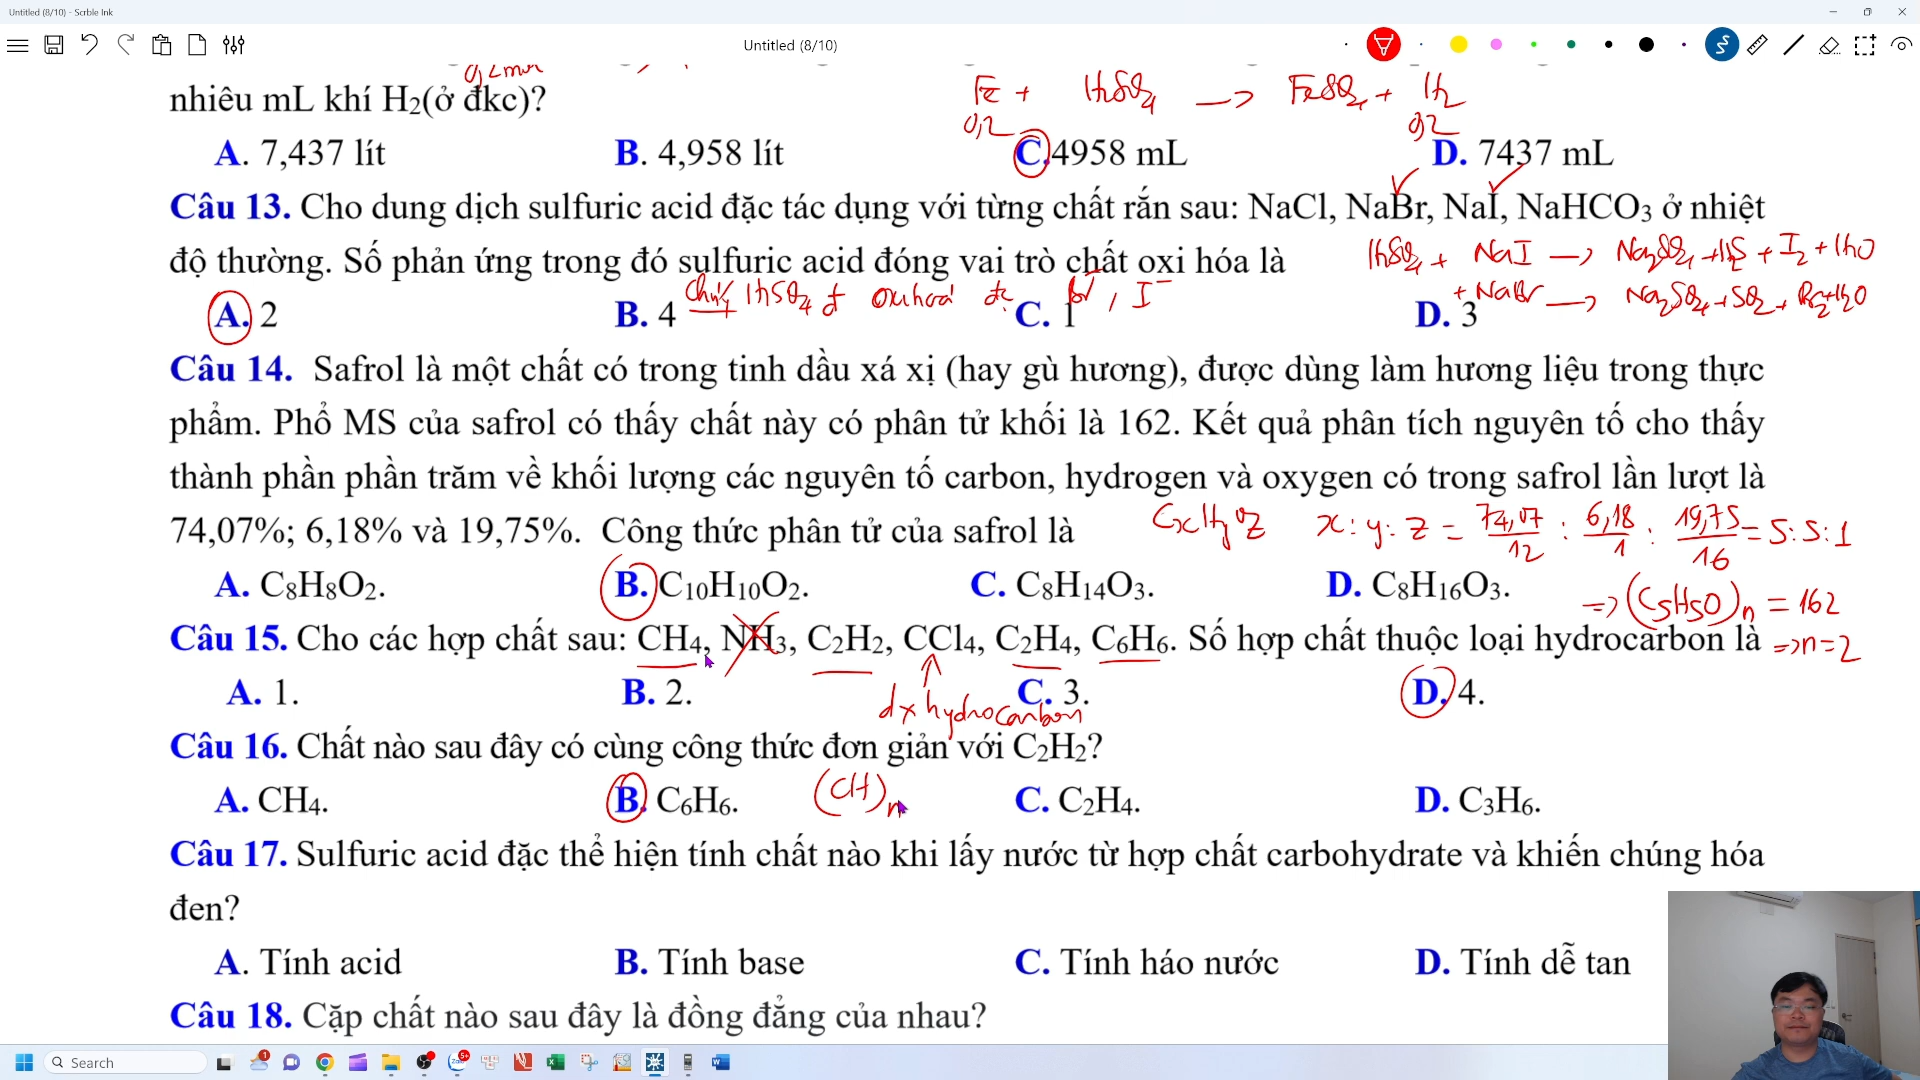 Untitled (8/10) - Scrble Ink
Untitled (8/10)
nhiêu mL khí H₂(ở đkc)?
Fe + H₂SO₄ → FeSO₄ + H₂
0,2 0,2
A. 7,437 lít B. 4,958 lít C. 4958 mL D. 7437 mL
Câu 13. Cho dung dịch sulfuric acid đặc tác dụng với từng chất rắn sau: NaCl, NaBr, NaI, NaHCO₃ ở nhiệt
độ thường. Số phản ứng trong đó sulfuric acid đóng vai trò chất oxi hóa là
H₂SO₄ + NaI → Na₂SO₄ + H₂S + I₂ + H₂O
+ NaBr → Na₂SO₄ + SO₂ + Br₂ + H₂O
H₂SO₄ đ oxi hoá đc Br⁻, I⁻
A. 2 B. 4 C. 1 D. 3
Câu 14. Safrol là một chất có trong tinh dầu xá xị (hay gù hương), được dùng làm hương liệu trong thực
phẩm. Phổ MS của safrol có thấy chất này có phân tử khối là 162. Kết quả phân tích nguyên tố cho thấy
thành phần phần trăm về khối lượng các nguyên tố carbon, hydrogen và oxygen có trong safrol lần lượt là
74,07%; 6,18% và 19,75%. Công thức phân tử của safrol là
CxHyOz x : y : z = 74,07/12 : 6,18/1 : 19,75/16 = 5:5:1
A. C₈H₈O₂. B. C₁₀H₁₀O₂. C. C₈H₁₄O₃. D. C₈H₁₆O₃.
=> (C₅H₅O)n = 162
Câu 15. Cho các hợp chất sau: CH₄, NH₃, C₂H₂, CCl₄, C₂H₄, C₆H₆. Số hợp chất thuộc loại hydrocarbon là
=> n = 2
A. 1. B. 2. C. 3. D. 4.
dx hydrocarbon
Câu 16. Chất nào sau đây có cùng công thức đơn giản với C₂H₂?
A. CH₄. B. C₆H₆. (CH)n C. C₂H₄. D. C₃H₆.
Câu 17. Sulfuric acid đặc thể hiện tính chất nào khi lấy nước từ hợp chất carbohydrate và khiến chúng hóa
đen?
A. Tính acid B. Tính base C. Tính háo nước D. Tính dễ tan
Câu 18. Cặp chất nào sau đây là đồng đẳng của nhau?
Search